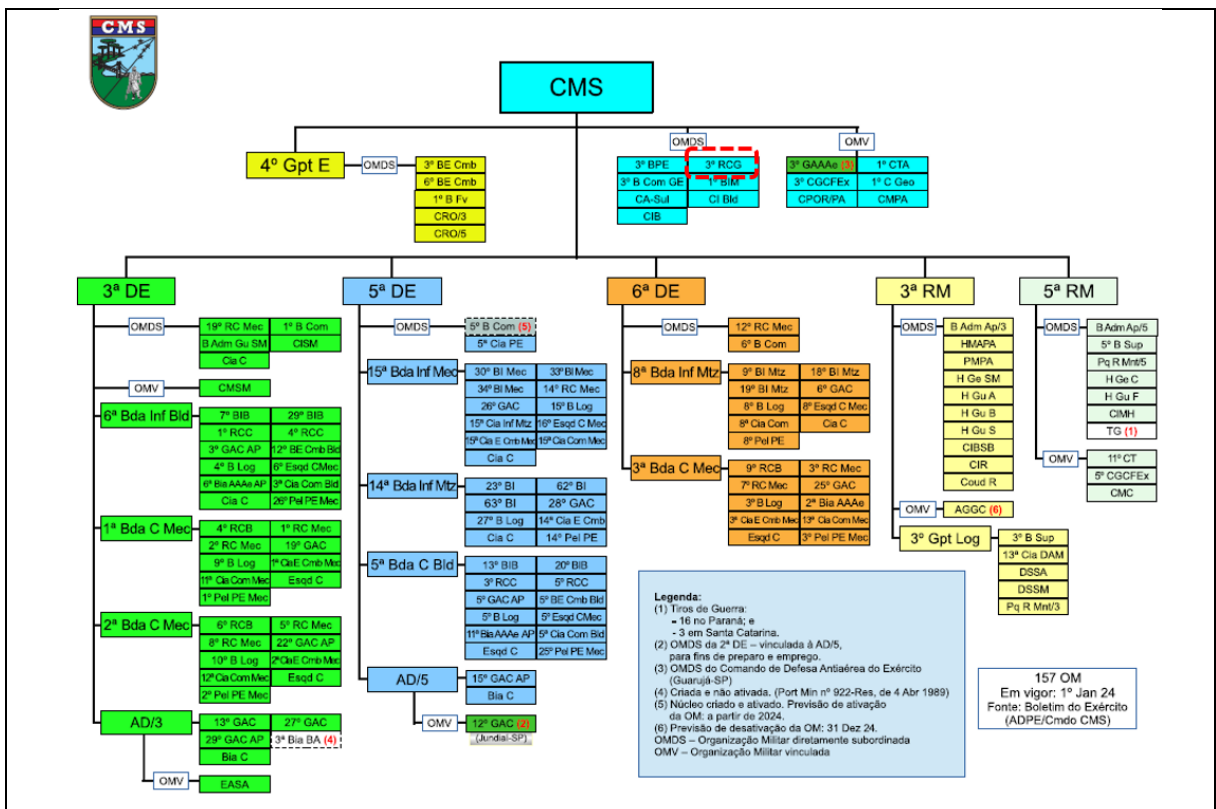 CMS
CMS
OMDS
OMV
4º Gpt E
OMDS
3º BE Cmb
6º BE Cmb
1º B Fv
CRO/3
CRO/5
3º BPE
3º RCG
3º B Com GE
1º BIM
CA-Sul
CI Bld
CIB
3º GAAAe (3)
1º CTA
3º CGCFEx
1º C Geo
CPOR/PA
CMPA
3ª DE
OMDS
19º RC Mec
1º B Com
B Adm Gu SM
CISM
Cia C
OMV
CMSM
6ª Bda Inf Bld
7º BIB
29º BIB
1º RCC
4º RCC
3º GAC AP
12º BE Cmb Bld
4º B Log
6º Esqd CMec
6ª Bia AAAe AP
3ª Cia Com Bld
Cia C
26º Pel PE Mec
1ª Bda C Mec
4º RCB
1º RC Mec
2º RC Mec
19º GAC
9º B Log
1ª Cia E Cmb Mec
11ª Cia Com Mec
Esqd C
1º Pel PE Mec
2ª Bda C Mec
6º RCB
5º RC Mec
8º RC Mec
22º GAC AP
10º B Log
2ª Cia E Cmb Mec
12ª Cia Com Mec
Esqd C
2º Pel PE Mec
AD/3
13º GAC
27º GAC
29º GAC AP
3ª Bia BA (4)
Bia C
OMV
EASA
5ª DE
OMDS
5º B Com (5)
5ª Cia PE
15ª Bda Inf Mec
30º BI Mec
33º BI Mec
34º BI Mec
14º RC Mec
26º GAC
15º B Log
15ª Cia Inf Mtz
16º Esqd C Mec
15ª Cia E Cmb Mec
15ª Cia Com Mec
Cia C
14ª Bda Inf Mtz
23º BI
62º BI
63º BI
28º GAC
27º B Log
14ª Cia E Cmb
Cia C
14º Pel PE
5ª Bda C Bld
13º BIB
20º BIB
3º RCC
5º RCC
5º GAC AP
5º BE Cmb Bld
5º B Log
5º Esqd CMec
11ª Bia AAAe AP
5ª Cia Com Bld
Esqd C
25º Pel PE Mec
AD/5
15º GAC AP
Bia C
OMV
12º GAC (2)
(Jundial-SP)
6ª DE
OMDS
12º RC Mec
6º B Com
8ª Bda Inf Mtz
9º BI Mtz
18º BI Mtz
19º BI Mtz
6º GAC
8º B Log
8º Esqd C Mec
8ª Cia Com
Cia C
8º Pel PE
3ª Bda C Mec
9º RCB
3º RC Mec
7º RC Mec
25º GAC
3º B Log
2ª Bia AAAe
3ª Cia E Cmb Mec
13ª Cia Com Mec
Esqd C
3º Pel PE Mec
3ª RM
OMDS
B Adm Ap/3
HMAPA
PMPA
H Ge SM
H Gu A
H Gu B
H Gu S
CIBSB
CIR
Coud R
OMV
AGGC (6)
3º Gpt Log
3º B Sup
13ª Cia DAM
DSSA
DSSM
Pq R Mnt/3
5ª RM
OMDS
B Adm Ap/5
5º B Sup
Pq R Mnt/5
H Ge C
H Gu F
CIMH
TG (1)
OMV
11º CT
5º CGCFEx
CMC
Legenda:
(1) Tiros de Guerra:
- 16 no Paraná; e
- 3 em Santa Catarina.
(2) OMDS da 2ª DE – vinculada à AD/5,
para fins de preparo e emprego.
(3) OMDS do Comando de Defesa Antiaérea do Exército
(Guarujá-SP)
(4) Criada e não ativada. (Port Min nº 922-Res, de 4 Abr 1989)
(5) Núcleo criado e ativado. Previsão de ativação
da OM: a partir de 2024.
(6) Previsão de desativação da OM: 31 Dez 24.
OMDS – Organização Militar diretamente subordinada
OMV – Organização Militar vinculada
157 OM
Em vigor: 1º Jan 24
Fonte: Boletim do Exército
(ADPE/Cmdo CMS)